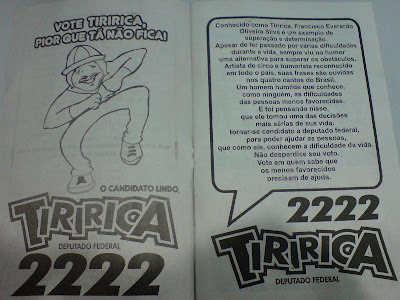 VOTE TIRIRICA,
PIOR QUE TÁ NÃO FICA!
O CANDIDATO LINDO.
TIRIRICA
DEPUTADO FEDERAL
2222
Conhecido como Tiririca, Francisco Everardo
Oliveira Silva é um exemplo de
superação e determinação.
Apesar de ter passado por várias dificuldades
durante a vida, sempre viu no humor
uma alternativa para superar os obstáculos.
Artista de circo e humorista reconhecido
em todo o país, suas frases são ouvidas
nos quatro cantos do Brasil.
Um homem humilde que conhece,
como ninguém, as dificuldades
das pessoas menos favorecidas.
E foi pensando nisso,
que ele tomou uma das decisões
mais sérias de sua vida:
tornar-se candidato a deputado federal,
para poder ajudar as pessoas,
que como ele, conhecem a dificuldade da vida.
Não desperdice seu voto.
Vote em quem sabe que
os menos favorecidos
precisam de ajuda.
2222
TIRIRICA
DEPUTADO FEDERAL